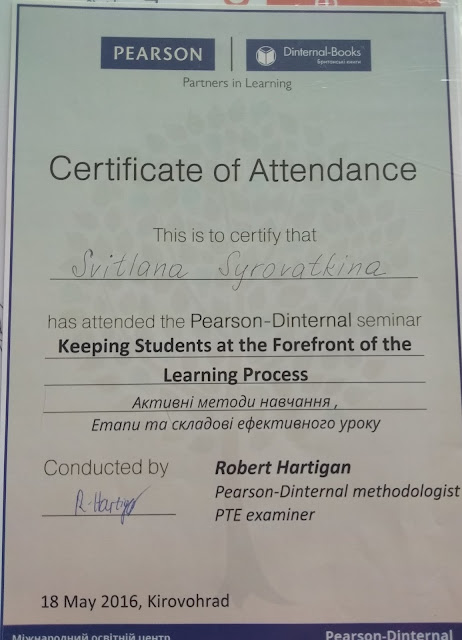 PEARSON
Dinternal-Books
Британські книги
Partners in Learning
Certificate of Attendance
This is to certify that
Svitlana Syrovatkina
has attended the Pearson-Dinternal seminar
Keeping Students at the Forefront of the
Learning Process
Активні методи навчання ,
Етапи та складові ефективного уроку
Conducted by
Robert Hartigan
R-Hartigan
Pearson-Dinternal methodologist
PTE examiner
18 May 2016, Kirovohrad
Міжнародний освітній центр
Pearson-Dinternal